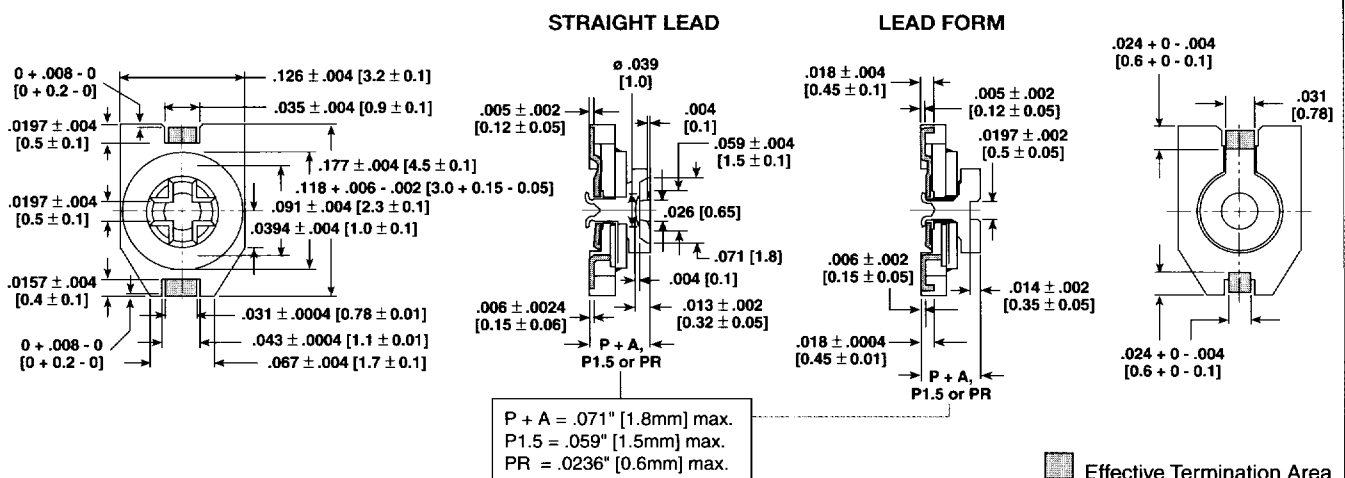 STRAIGHT LEAD
LEAD FORM
0 + .008 - 0
[0 + 0.2 - 0]
.126 ± .004 [3.2 ± 0.1]
.035 ± .004 [0.9 ± 0.1]
.0197 ± .004
[0.5 ± 0.1]
.177 ± .004 [4.5 ± 0.1]
.118 + .006 - .002 [3.0 + 0.15 - 0.05]
.0197 ± .004
[0.5 ± 0.1]
.091 ± .004 [2.3 ± 0.1]
.0394 ± .004 [1.0 ± 0.1]
.0157 ± .004
[0.4 ± 0.1]
.031 ± .0004 [0.78 ± 0.01]
.043 ± .0004 [1.1 ± 0.01]
0 + .008 - 0
[0 + 0.2 - 0]
.067 ± .004 [1.7 ± 0.1]
ø .039
[1.0]
.005 ± .002
[0.12 ± 0.05]
.004
[0.1]
.059 ± .004
[1.5 ± 0.1]
.026 [0.65]
.071 [1.8]
.004 [0.1]
.006 ± .0024
[0.15 ± 0.06]
.013 ± .002
[0.32 ± 0.05]
P + A,
P1.5 or PR
.018 ± .004
[0.45 ± 0.1]
.005 ± .002
[0.12 ± 0.05]
.0197 ± .002
[0.5 ± 0.05]
.006 ± .002
[0.15 ± 0.05]
.014 ± .002
[0.35 ± 0.05]
.018 ± .0004
[0.45 ± 0.01]
P + A,
P1.5 or PR
.024 + 0 - .004
[0.6 + 0 - 0.1]
.031
[0.78]
.024 + 0 - .004
[0.6 + 0 - 0.1]
P + A = .071" [1.8mm] max.
P1.5 = .059" [1.5mm] max.
PR = .0236" [0.6mm] max.
Effective Termination Area